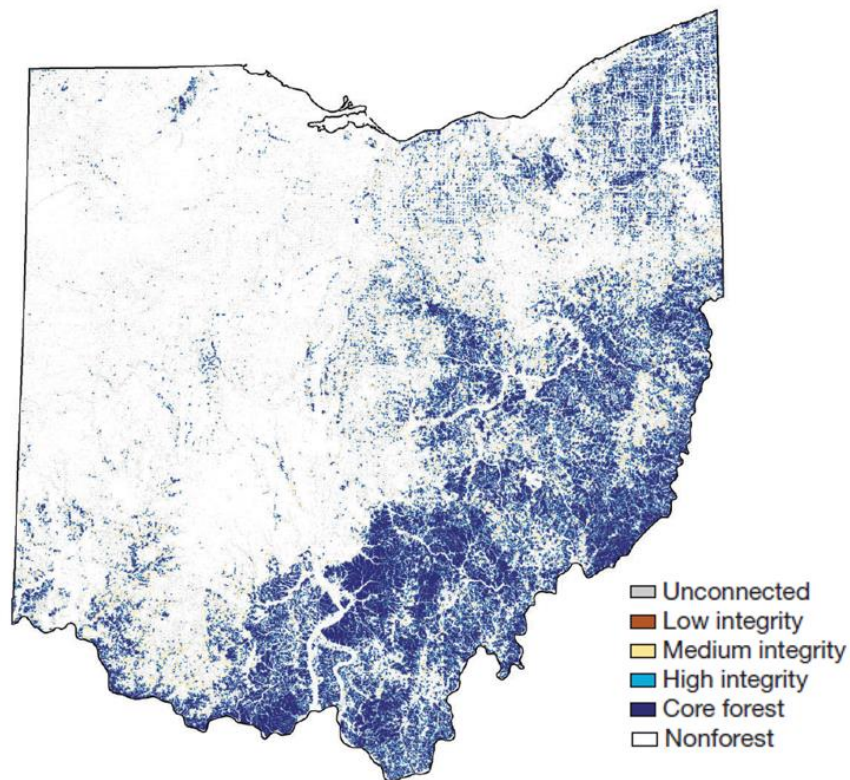 Unconnected
Low integrity
Medium integrity
High integrity
Core forest
Nonforest